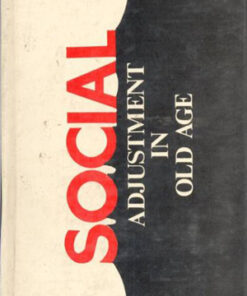 SOCIAL
ADJUSTMENT
IN
OLD AGE